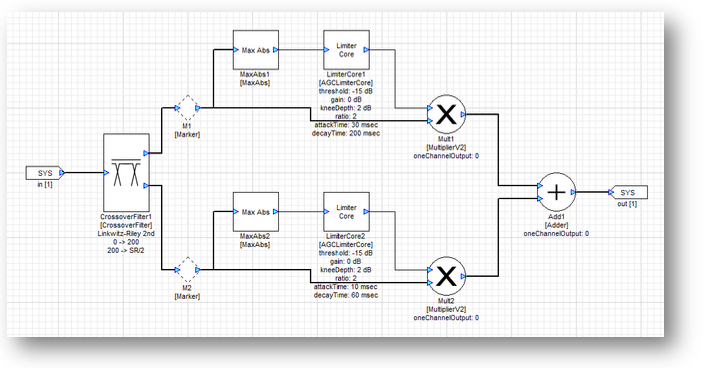 Max Abs
MaxAbs1
[MaxAbs]
Limiter
Core
LimiterCore1
[AGCLimiterCore]
threshold: -15 dB
gain: 0 dB
kneeDepth: 2 dB
ratio: 2
attackTime: 30 msec
decayTime: 200 msec
M1
[Marker]
X
Mult1
[MultiplierV2]
oneChannelOutput: 0
SYS
in [1]
CrossoverFilter1
[CrossoverFilter]
Linkwitz-Riley 2nd
0 -> 200
200 -> SR/2
Max Abs
MaxAbs2
[MaxAbs]
Limiter
Core
LimiterCore2
[AGCLimiterCore]
threshold: -15 dB
gain: 0 dB
kneeDepth: 2 dB
ratio: 2
attackTime: 10 msec
decayTime: 60 msec
M2
[Marker]
X
Mult2
[MultiplierV2]
oneChannelOutput: 0
+
Add1
[Adder]
oneChannelOutput: 0
SYS
out [1]